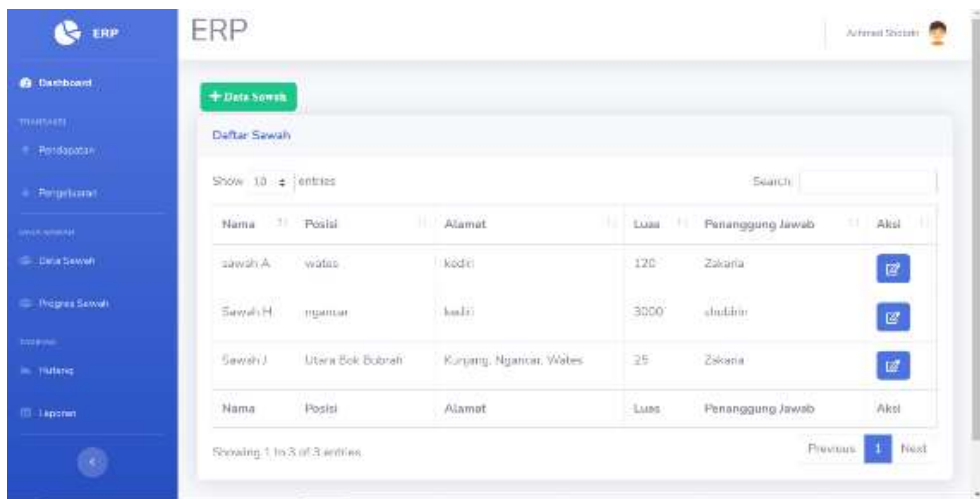 ERP
ERP
Dashboard
+ Data Sawah
TRANSAKSI
Daftar Sawah
Pendapatan
Show 10 entries Search:
Pengeluaran
Nama Posisi Alamat Luas Penanggung Jawab Aksi
Data Sawah
sawah A wates kediri 120 Zakaria
Progres Sawah
Sawah H ngancar kediri 3000
Sawah J Utara Bok Bubrah Kunjang, Ngancar, Wates 25 Zakaria
Hutang
Laporan
Nama Posisi Alamat Luas Penanggung Jawab Aksi
Showing 1 to 3 of 3 entries Previous 1 Next